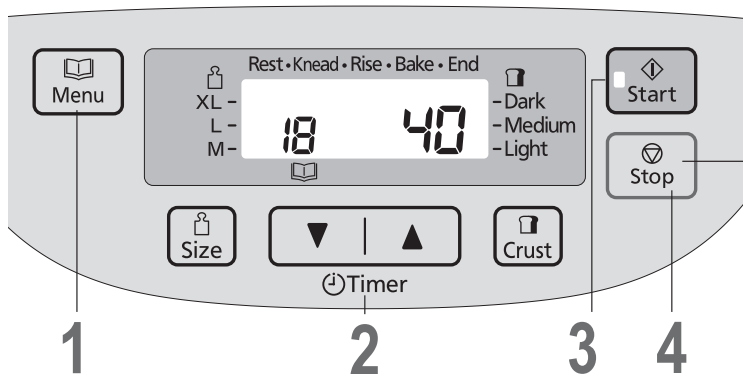 Menu
Rest • Knead • Rise • Bake • End
XL –
L –
M –
18
40
– Dark
– Medium
– Light
Start
Stop
Size
▼ | ▲
Crust
Timer
1
2
3
4